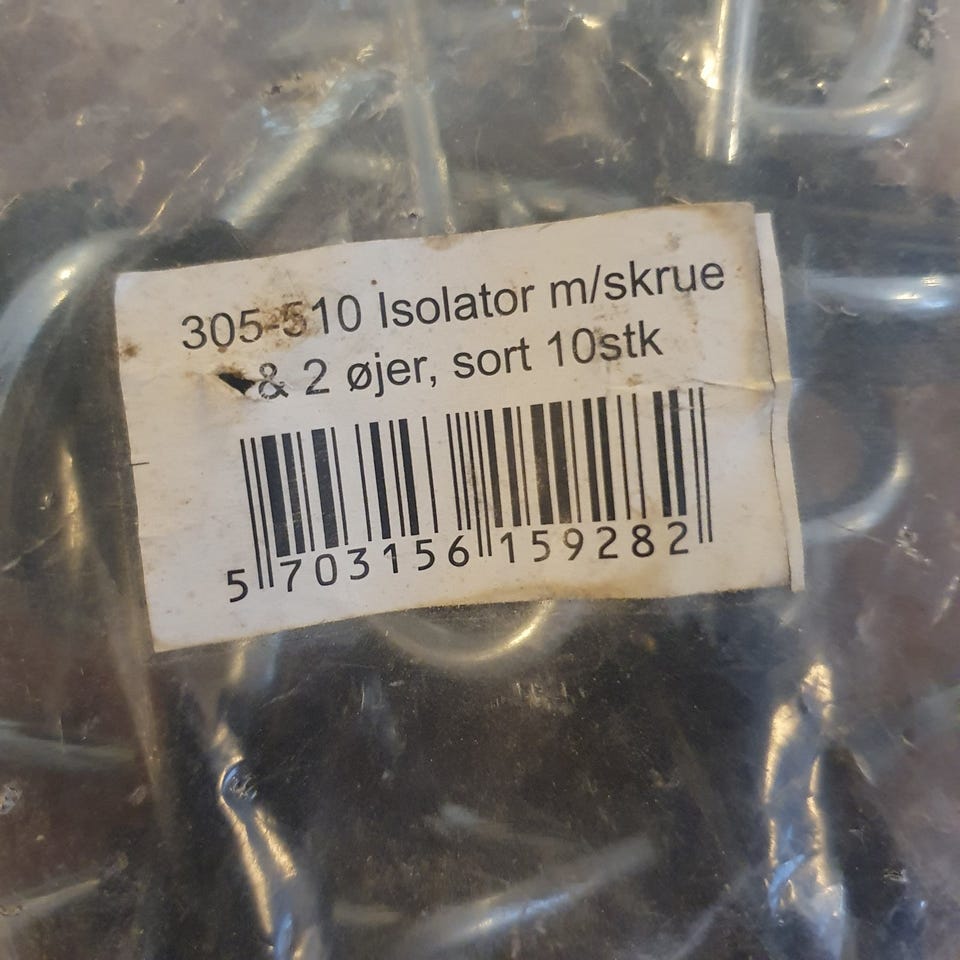 305-510 Isolator m/skrue
& 2 øjer, sort 10stk
5 703156 159282